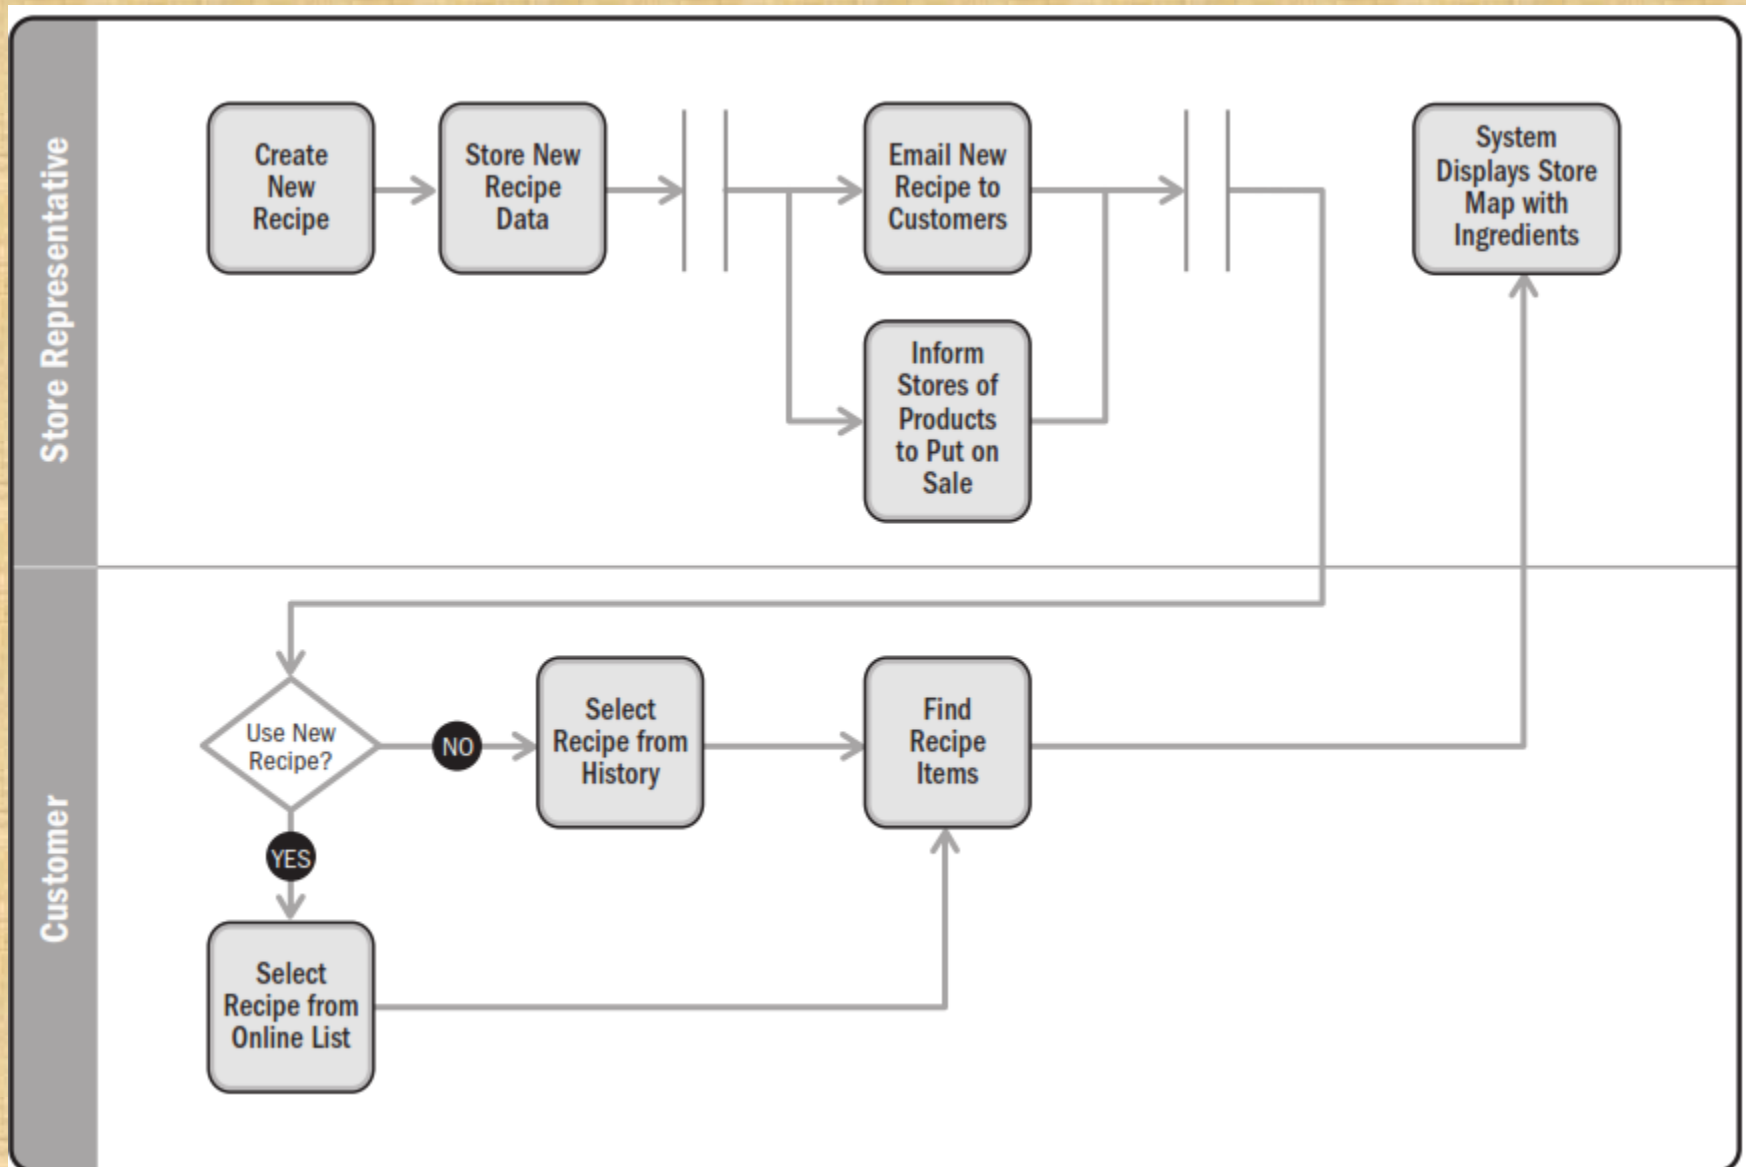 Store Representative
Create
New
Recipe
Store New
Recipe
Data
Email New
Recipe to
Customers
System
Displays Store
Map with
Ingredients
Inform
Stores of
Products
to Put on
Sale
Customer
Use New
Recipe?
NO
Select
Recipe from
History
Find
Recipe
Items
YES
Select
Recipe from
Online List